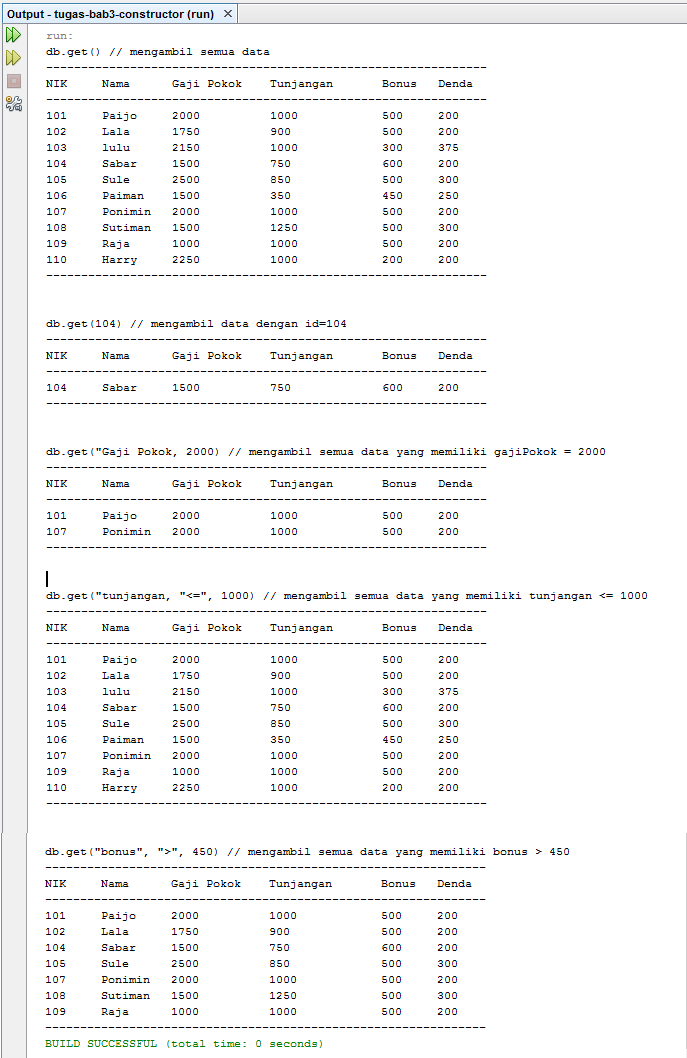 Output - tugas-bab3-constructor (run) ×
run:
db.get() // mengambil semua data
---------------------------------------------------------------
NIK     Nama      Gaji Pokok    Tunjangan       Bonus   Denda
---------------------------------------------------------------
101     Paijo     2000          1000            500     200
102     Lala      1750          900             500     200
103     lulu      2150          1000            300     375
104     Sabar     1500          750             600     200
105     Sule      2500          850             500     300
106     Paiman    1500          350             450     250
107     Ponimin   2000          1000            500     200
108     Sutiman   1500          1250            500     300
109     Raja      1000          1000            500     200
110     Harry     2250          1000            200     200
---------------------------------------------------------------
db.get(104) // mengambil data dengan id=104
---------------------------------------------------------------
NIK     Nama      Gaji Pokok    Tunjangan       Bonus   Denda
---------------------------------------------------------------
104     Sabar     1500          750             600     200
---------------------------------------------------------------
db.get("Gaji Pokok, 2000) // mengambil semua data yang memiliki gajiPokok = 2000
---------------------------------------------------------------
NIK     Nama      Gaji Pokok    Tunjangan       Bonus   Denda
---------------------------------------------------------------
101     Paijo     2000          1000            500     200
107     Ponimin   2000          1000            500     200
---------------------------------------------------------------
db.get("tunjangan, "<=", 1000) // mengambil semua data yang memiliki tunjangan <= 1000
---------------------------------------------------------------
NIK     Nama      Gaji Pokok    Tunjangan       Bonus   Denda
---------------------------------------------------------------
101     Paijo     2000          1000            500     200
102     Lala      1750          900             500     200
103     lulu      2150          1000            300     375
104     Sabar     1500          750             600     200
105     Sule      2500          850             500     300
106     Paiman    1500          350             450     250
107     Ponimin   2000          1000            500     200
109     Raja      1000          1000            500     200
110     Harry     2250          1000            200     200
---------------------------------------------------------------
db.get("bonus", ">", 450) // mengambil semua data yang memiliki bonus > 450
---------------------------------------------------------------
NIK     Nama      Gaji Pokok    Tunjangan       Bonus   Denda
---------------------------------------------------------------
101     Paijo     2000          1000            500     200
102     Lala      1750          900             500     200
104     Sabar     1500          750             600     200
105     Sule      2500          850             500     300
107     Ponimin   2000          1000            500     200
108     Sutiman   1500          1250            500     300
109     Raja      1000          1000            500     200
---------------------------------------------------------------
BUILD SUCCESSFUL (total time: 0 seconds)